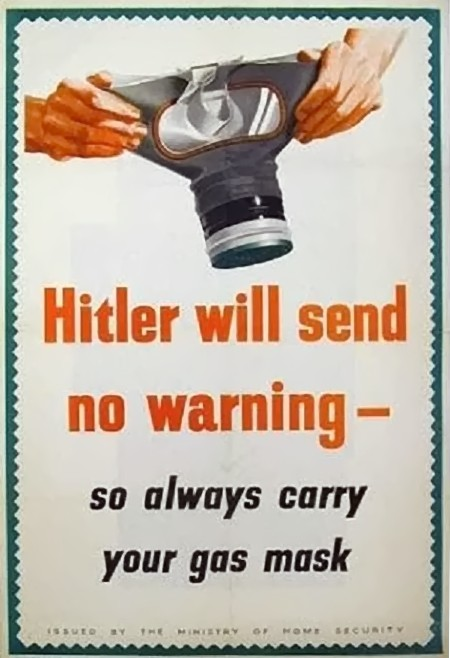 Hitler will send
no warning –
so always carry
your gas mask
ISSUED BY THE MINISTRY OF HOME SECURITY